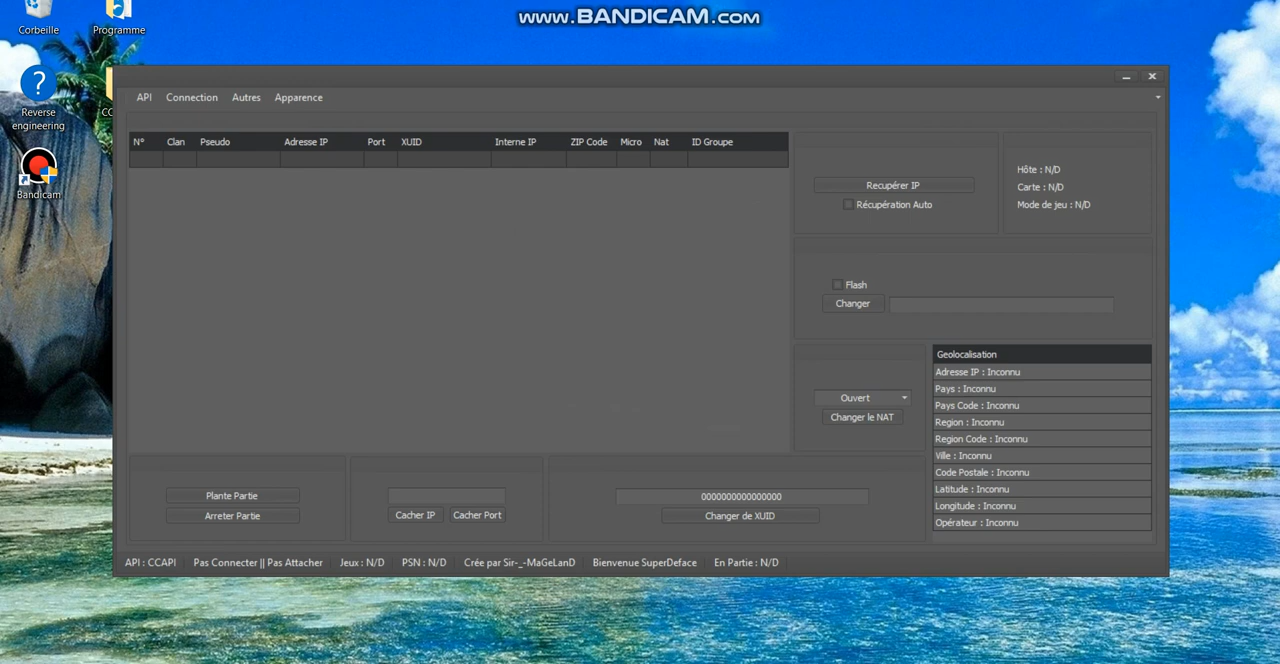 www.BANDICAM.com
Corbeille
Programme
Reverse
engineering
CC
Bandicam
API Connection Autres Apparence
N° Clan Pseudo Adresse IP Port XUID Interne IP ZIP Code Micro Nat ID Groupe
Recupérer IP
Récupération Auto
Hôte : N/D
Carte : N/D
Mode de jeu : N/D
Flash
Changer
Ouvert
Changer le NAT
Geolocalisation
Adresse IP : Inconnu
Pays : Inconnu
Pays Code : Inconnu
Region : Inconnu
Region Code : Inconnu
Ville : Inconnu
Code Postale : Inconnu
Latitude : Inconnu
Longitude : Inconnu
Opérateur : Inconnu
Plante Partie
Arreter Partie
Cacher IP Cacher Port
0000000000000000
Changer de XUID
API : CCAPI Pas Connecter || Pas Attacher Jeux : N/D PSN : N/D Crée par Sir-_-MaGeLanD Bienvenue SuperDeface En Partie : N/D